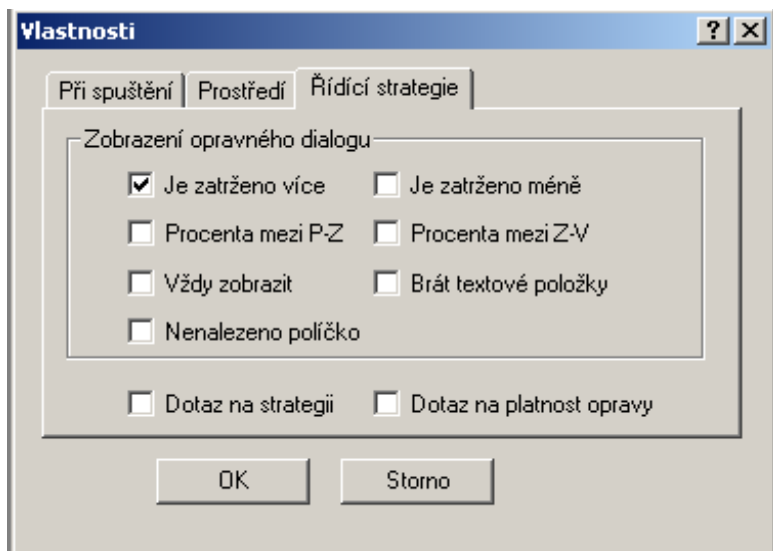 Vlastnosti
Při spuštění Prostředí Řídící strategie
Zobrazení opravného dialogu
Je zatrženo více Je zatrženo méně
Procenta mezi P-Z Procenta mezi Z-V
Vždy zobrazit Brát textové položky
Nenalezeno políčko
Dotaz na strategii Dotaz na platnost opravy
OK Storno